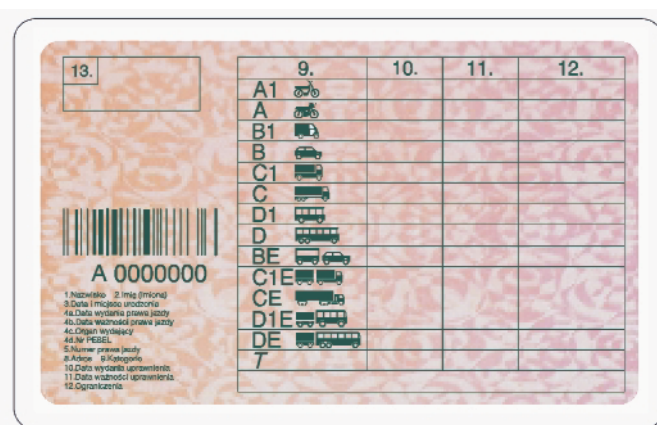 13.
9. 10. 11. 12.
A1
A
B1
B
C1
C
D1
D
BE
C1E
CE
D1E
DE
T
A 0000000
1.Nazwisko 2.Imię (imiona)
3.Data i miejsce urodzenia
4a.Data wydania prawa jazdy
4b.Data ważności prawa jazdy
4c.Organ wydający
4d.Nr PESEL
5.Numer prawa jazdy
8.Adres 9.Kategorie
10.Data wydania uprawnienia
11.Data ważności uprawnienia
12.Ograniczenia